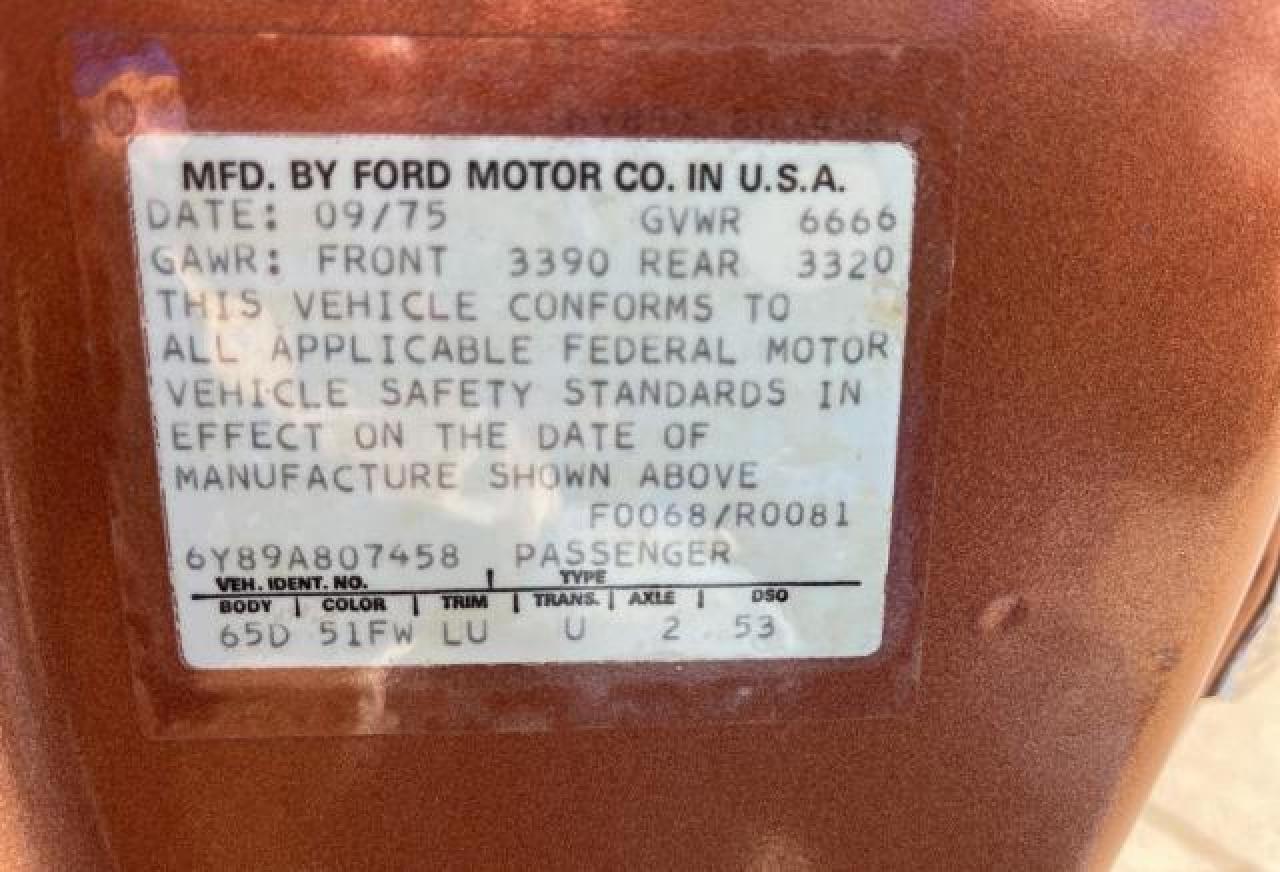 MFD. BY FORD MOTOR CO. IN U.S.A.
DATE: 09/75 GVWR 6666
GAWR: FRONT 3390 REAR 3320
THIS VEHICLE CONFORMS TO
ALL APPLICABLE FEDERAL MOTOR
VEHICLE SAFETY STANDARDS IN
EFFECT ON THE DATE OF
MANUFACTURE SHOWN ABOVE
F0068/R0081
6Y89A807458 PASSENGER
VEH. IDENT. NO. TYPE
BODY COLOR TRIM TRANS. AXLE DSO
65D 51FW LU U 2 53